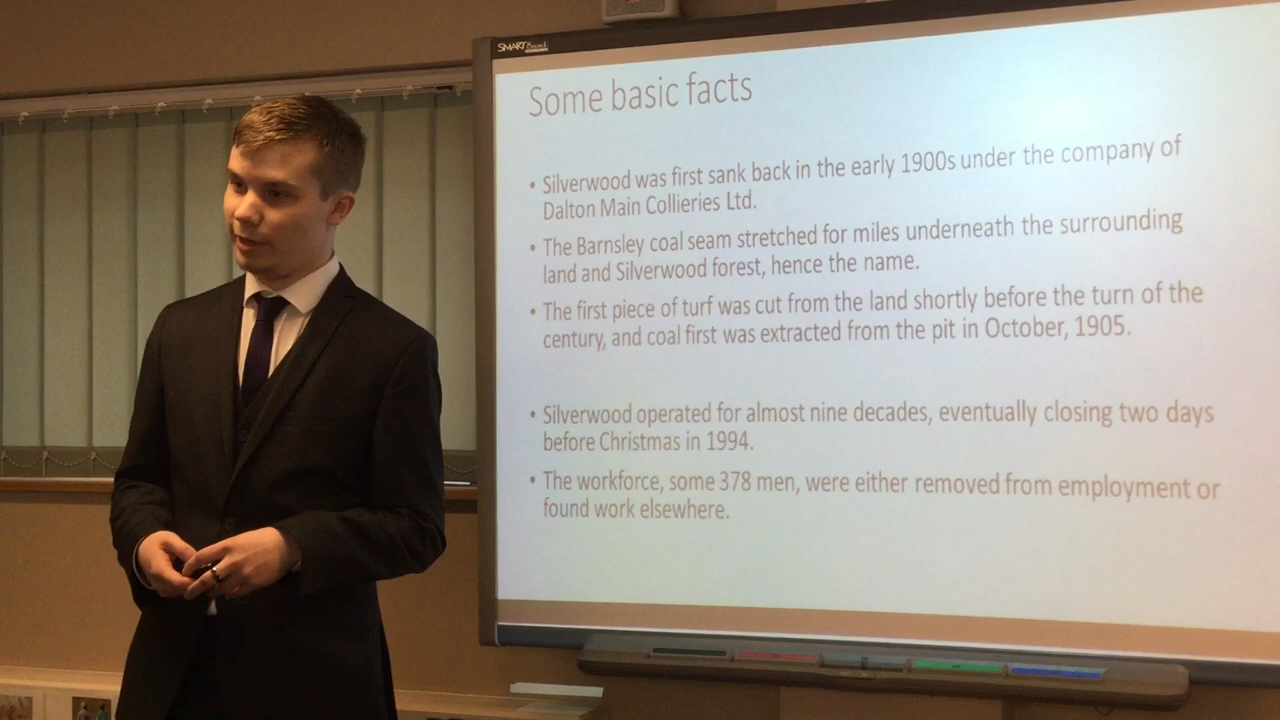 SMART Board
Some basic facts
• Silverwood was first sank back in the early 1900s under the company of
Dalton Main Collieries Ltd.
• The Barnsley coal seam stretched for miles underneath the surrounding
land and Silverwood forest, hence the name.
• The first piece of turf was cut from the land shortly before the turn of the
century, and coal first was extracted from the pit in October, 1905.
• Silverwood operated for almost nine decades, eventually closing two days
before Christmas in 1994.
• The workforce, some 378 men, were either removed from employment or
found work elsewhere.